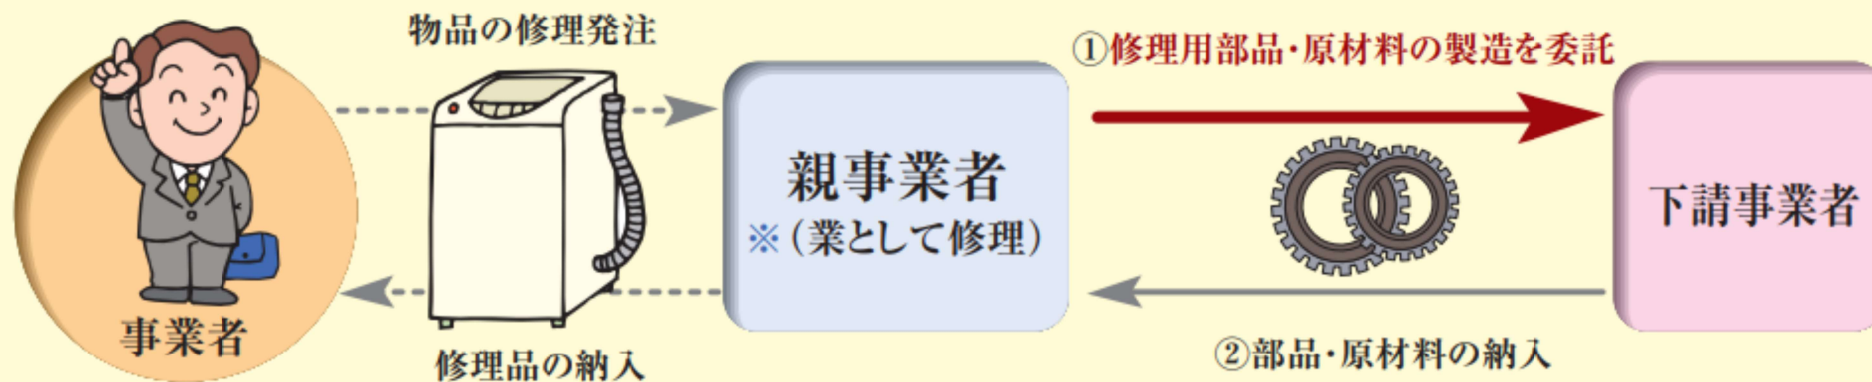 物品の修理発注
①修理用部品・原材料の製造を委託
親事業者
※（業として修理）
下請事業者
事業者
修理品の納入
②部品・原材料の納入